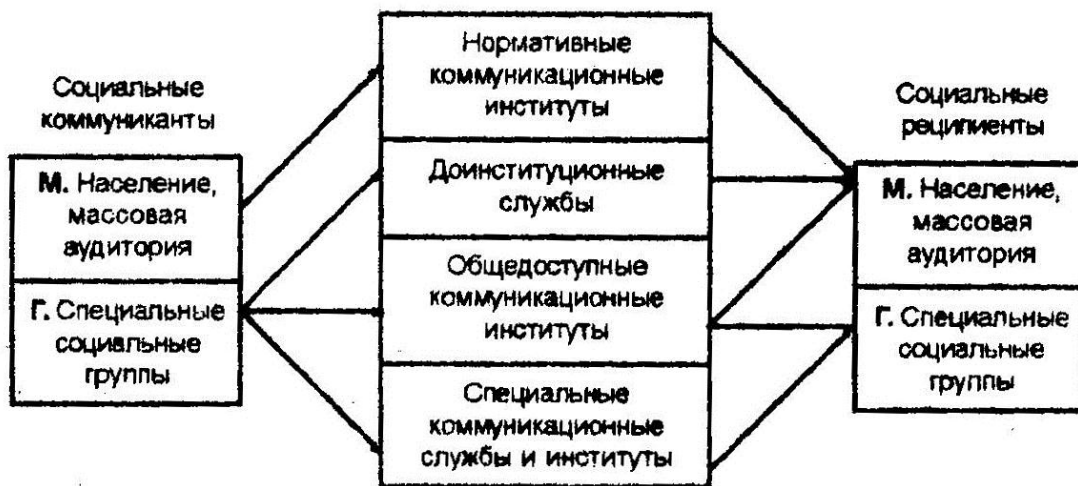 Социальные
коммуниканты
М. Население,
массовая
аудитория
Г. Специальные
социальные
группы
Нормативные
коммуникационные
институты
Доинституционные
службы
Общедоступные
коммуникационные
институты
Специальные
коммуникационные
службы и институты
Социальные
реципиенты
М. Население,
массовая
аудитория
Г. Специальные
социальные
группы